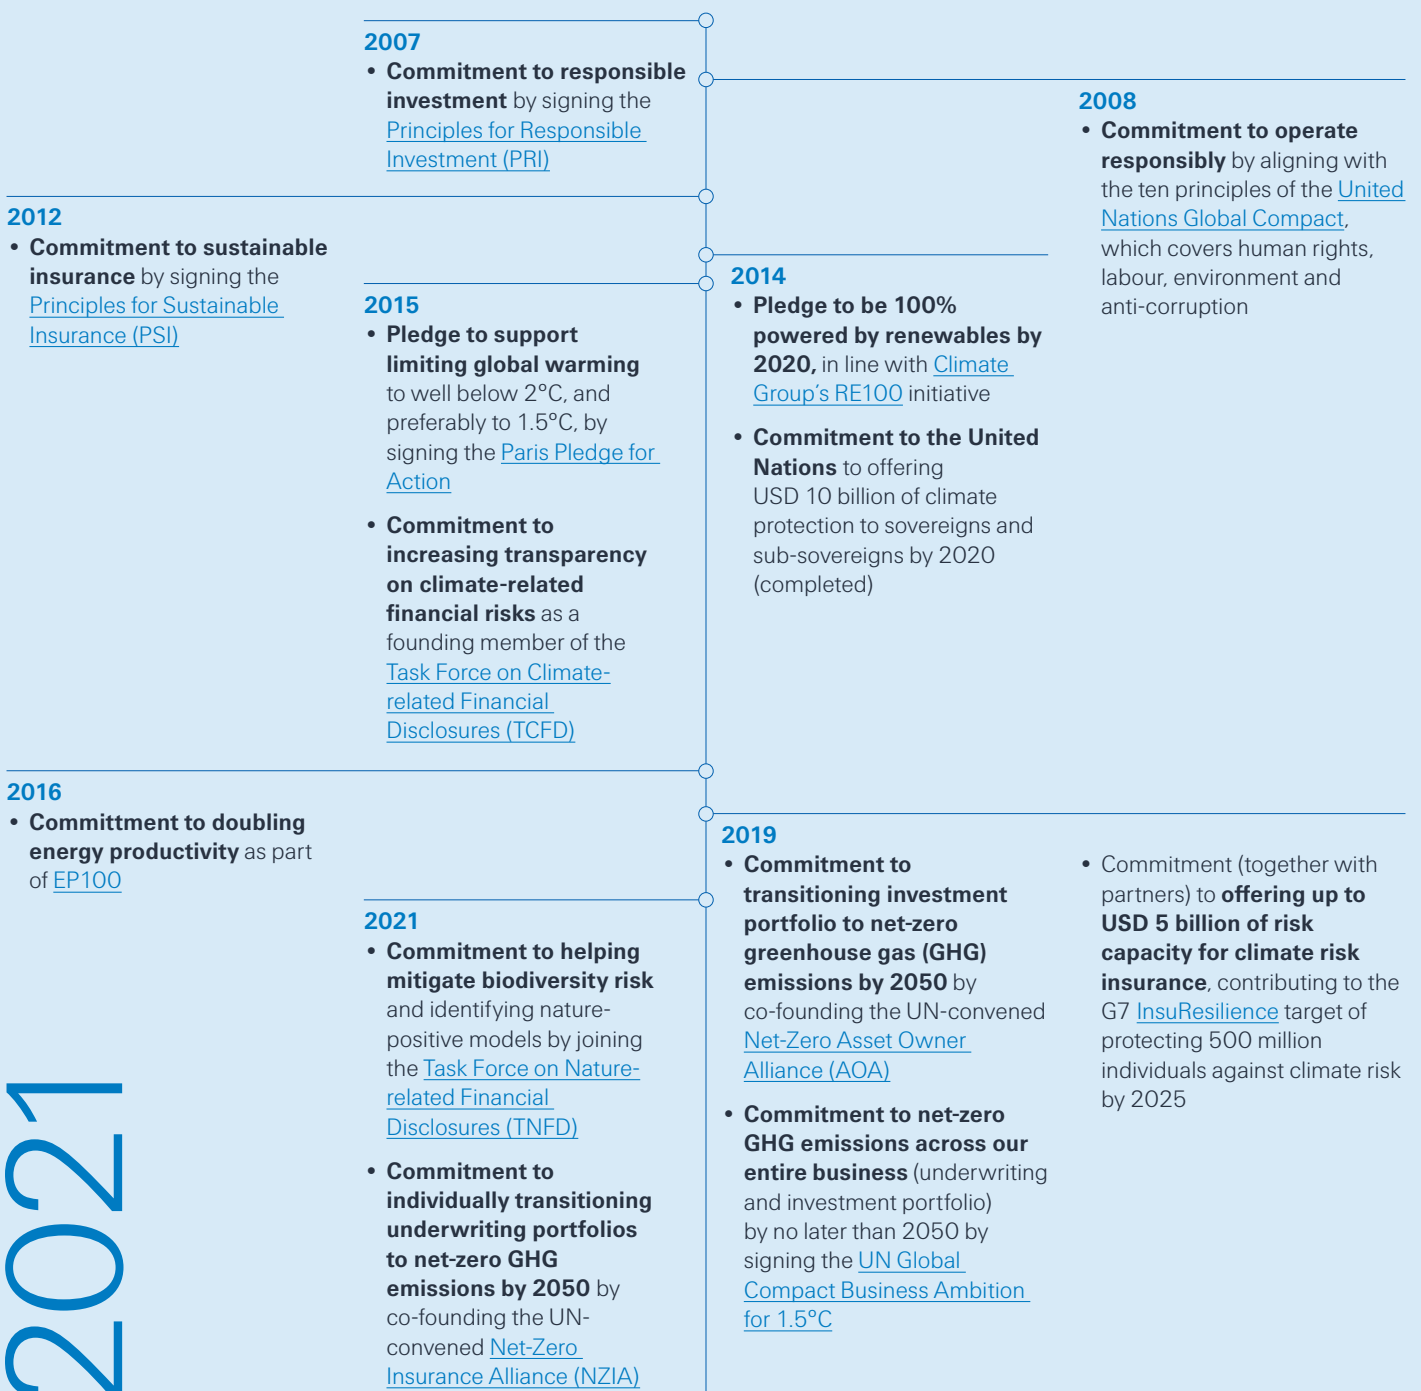 2007
• Commitment to responsible
investment by signing the
Principles for Responsible
Investment (PRI)
2008
• Commitment to operate
responsibly by aligning with
the ten principles of the United
Nations Global Compact,
which covers human rights,
labour, environment and
anti-corruption
2012
• Commitment to sustainable
insurance by signing the
Principles for Sustainable
Insurance (PSI)
2014
• Pledge to be 100%
powered by renewables by
2020, in line with Climate
Group’s RE100 initiative
• Commitment to the United
Nations to offering
USD 10 billion of climate
protection to sovereigns and
sub-sovereigns by 2020
(completed)
2015
• Pledge to support
limiting global warming
to well below 2°C, and
preferably to 1.5°C, by
signing the Paris Pledge for
Action
• Commitment to
increasing transparency
on climate-related
financial risks as a
founding member of the
Task Force on Climate-
related Financial
Disclosures (TCFD)
2016
• Committment to doubling
energy productivity as part
of EP100
2019
• Commitment to
transitioning investment
portfolio to net-zero
greenhouse gas (GHG)
emissions by 2050 by
co-founding the UN-convened
Net-Zero Asset Owner
Alliance (AOA)
• Commitment to net-zero
GHG emissions across our
entire business (underwriting
and investment portfolio)
by no later than 2050 by
signing the UN Global
Compact Business Ambition
for 1.5°C
• Commitment (together with
partners) to offering up to
USD 5 billion of risk
capacity for climate risk
insurance, contributing to the
G7 InsuResilience target of
protecting 500 million
individuals against climate risk
by 2025
2021
• Commitment to helping
mitigate biodiversity risk
and identifying nature-
positive models by joining
the Task Force on Nature-
related Financial
Disclosures (TNFD)
• Commitment to
individually transitioning
underwriting portfolios
to net-zero GHG
emissions by 2050 by
co-founding the UN-
convened Net-Zero
Insurance Alliance (NZIA)
2021